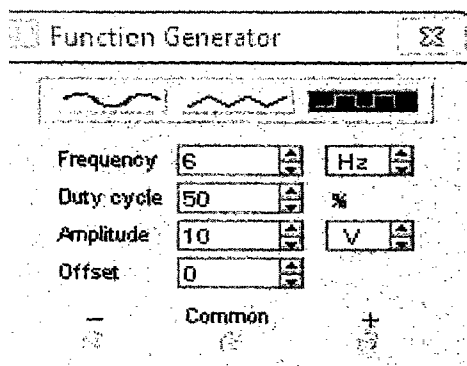 Function Generator
Frequency 6 Hz
Duty cycle 50 %
Amplitude 10 V
Offset 0
– Common +